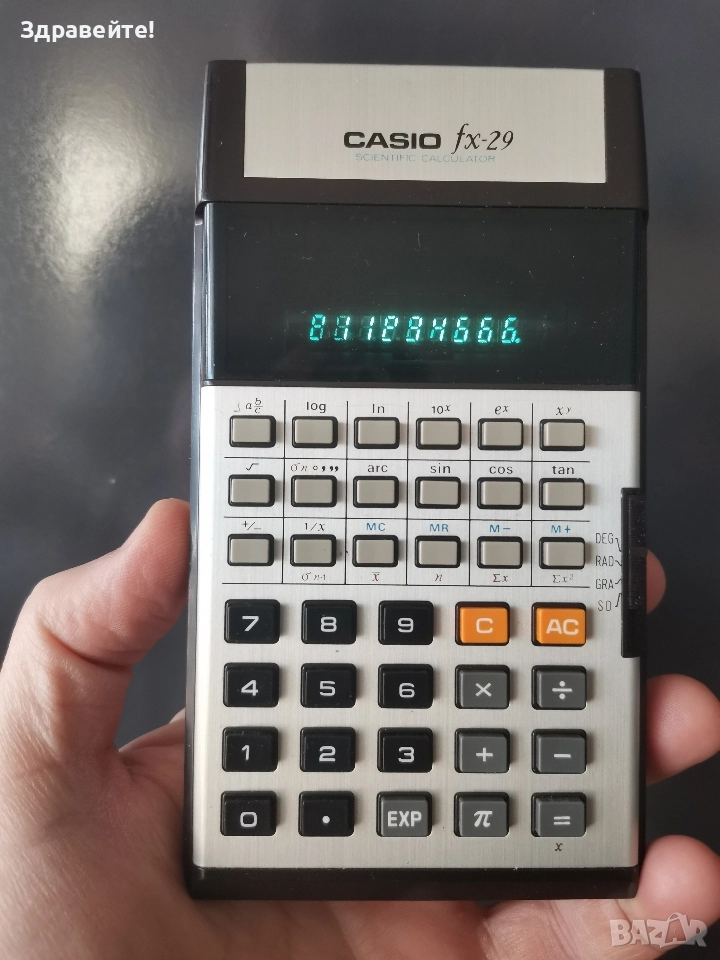 Здравейте!
CASIO fx-29
SCIENTIFIC CALCULATOR
a b/c log ln 10x ex xy
√ σn °,,, arc sin cos tan
+/− 1/x MC MR M− M+
σn-1 x̅ n Σx Σx²
DEG
RAD
GRA
SD
7 8 9 C AC
4 5 6 × ÷
1 2 3 + −
0 • EXP π =
x
BAZAR